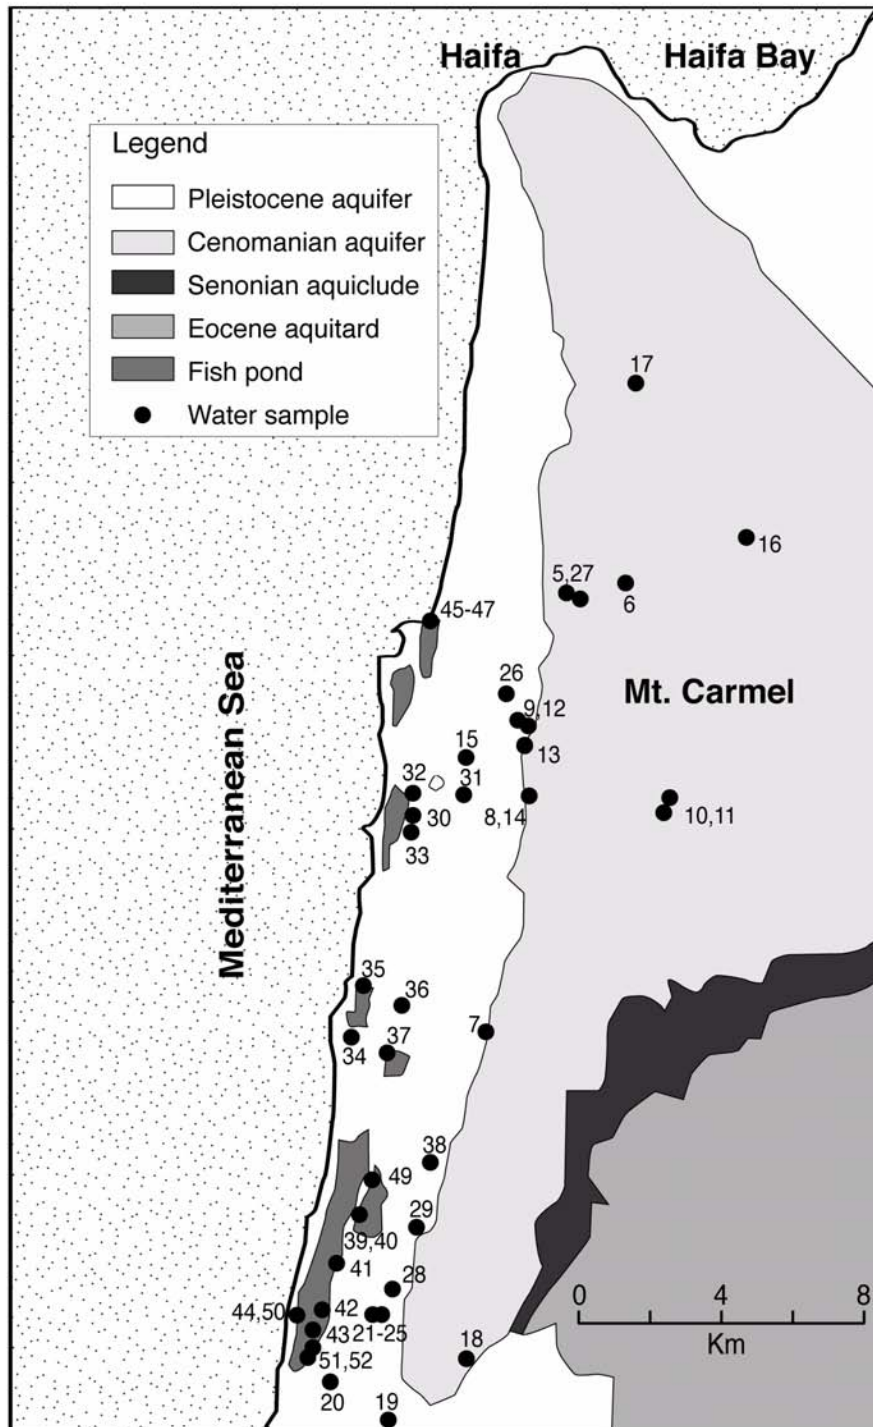 Haifa
Haifa Bay
Legend
Pleistocene aquifer
Cenomanian aquifer
Senonian aquiclude
Eocene aquitard
Fish pond
Water sample
17
16
5,27
6
45-47
Mediterranean Sea
26
Mt. Carmel
9,12
15
13
32
31
30
8,14
10,11
33
35
36
7
37
34
38
49
29
39,40
41
28
0 4 8
Km
44,50
42
43
21-25
51,52
18
20
19